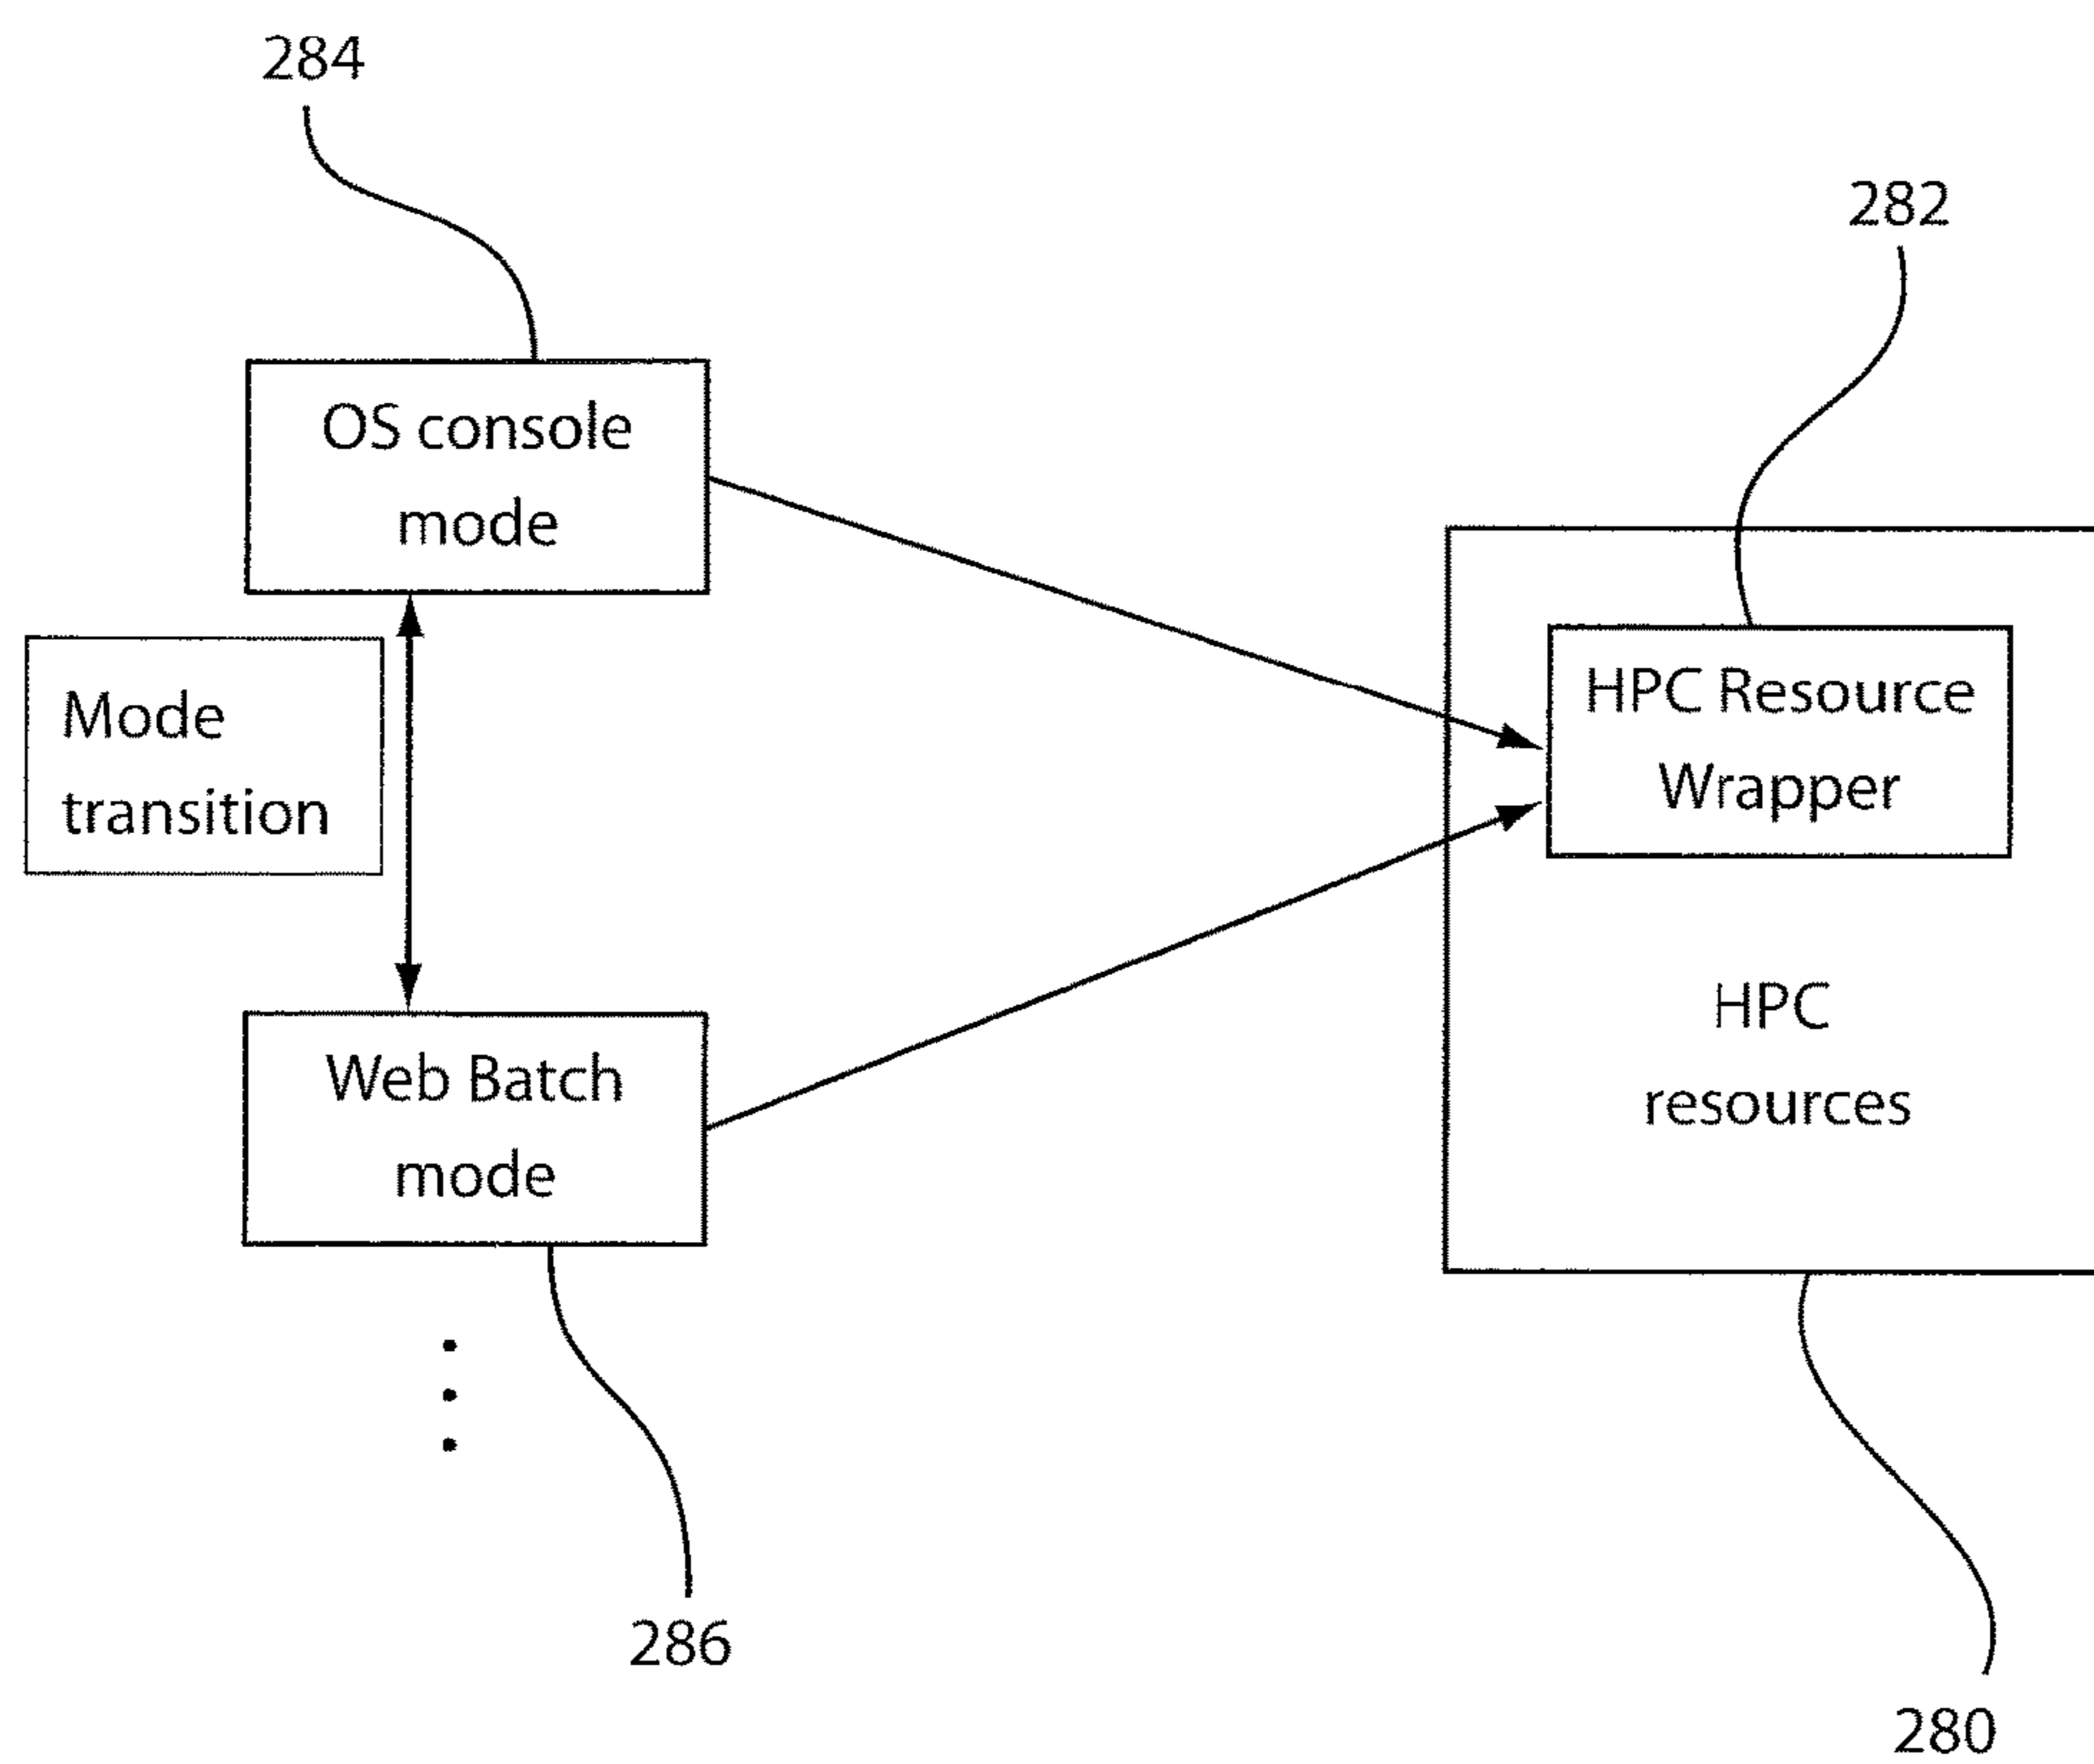 284
282
OS console
mode
HPC Resource
Wrapper
Mode
transition
HPC
resources
Web Batch
mode
286
280